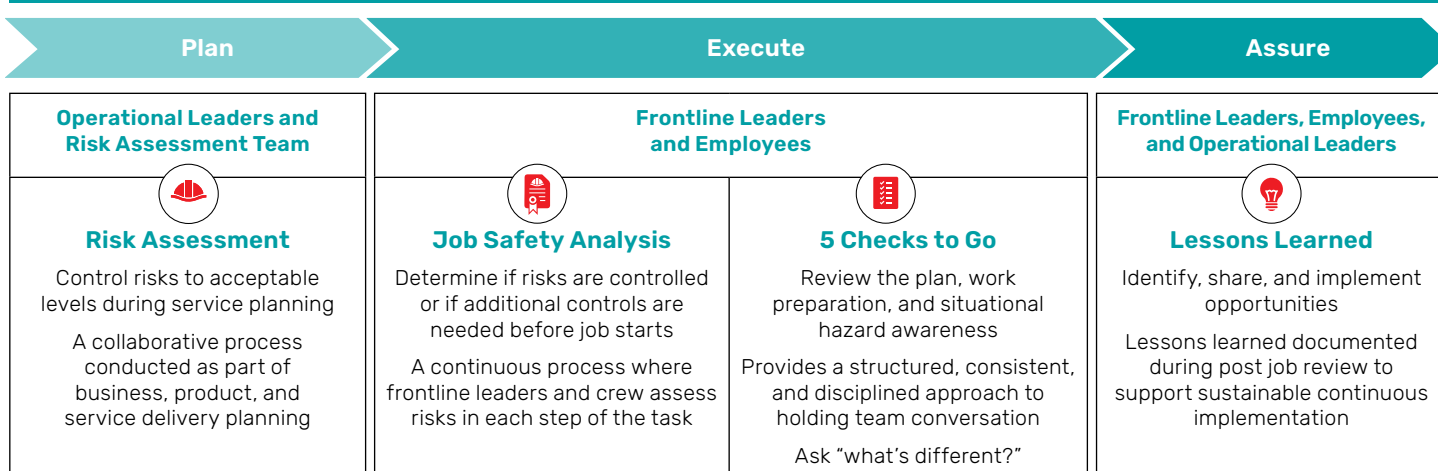 Plan
Execute
Assure
Operational Leaders and
Risk Assessment Team
Frontline Leaders
and Employees
Frontline Leaders, Employees,
and Operational Leaders
Risk Assessment
Control risks to acceptable
levels during service planning
A collaborative process
conducted as part of
business, product, and
service delivery planning
Job Safety Analysis
Determine if risks are controlled
or if additional controls are
needed before job starts
A continuous process where
frontline leaders and crew assess
risks in each step of the task
5 Checks to Go
Review the plan, work
preparation, and situational
hazard awareness
Provides a structured, consistent,
and disciplined approach to
holding team conversation
Ask “what’s different?”
Lessons Learned
Identify, share, and implement
opportunities
Lessons learned documented
during post job review to
support sustainable continuous
implementation